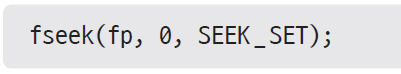 fseek(fp, 0, SEEK_SET);